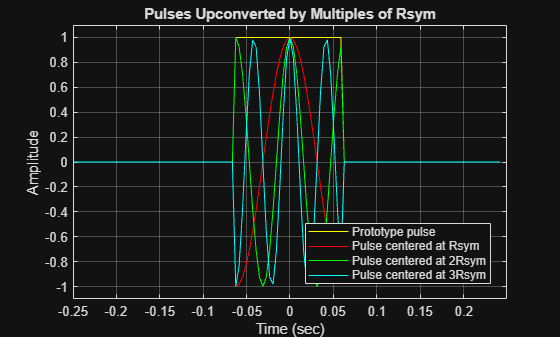 Pulses Upconverted by Multiples of Rsym
1
0.8
0.6
0.4
0.2
0
-0.2
-0.4
-0.6
-0.8
-1
Amplitude
Prototype pulse
Pulse centered at Rsym
Pulse centered at 2Rsym
Pulse centered at 3Rsym
-0.25 -0.2 -0.15 -0.1 -0.05 0 0.05 0.1 0.15 0.2
Time (sec)